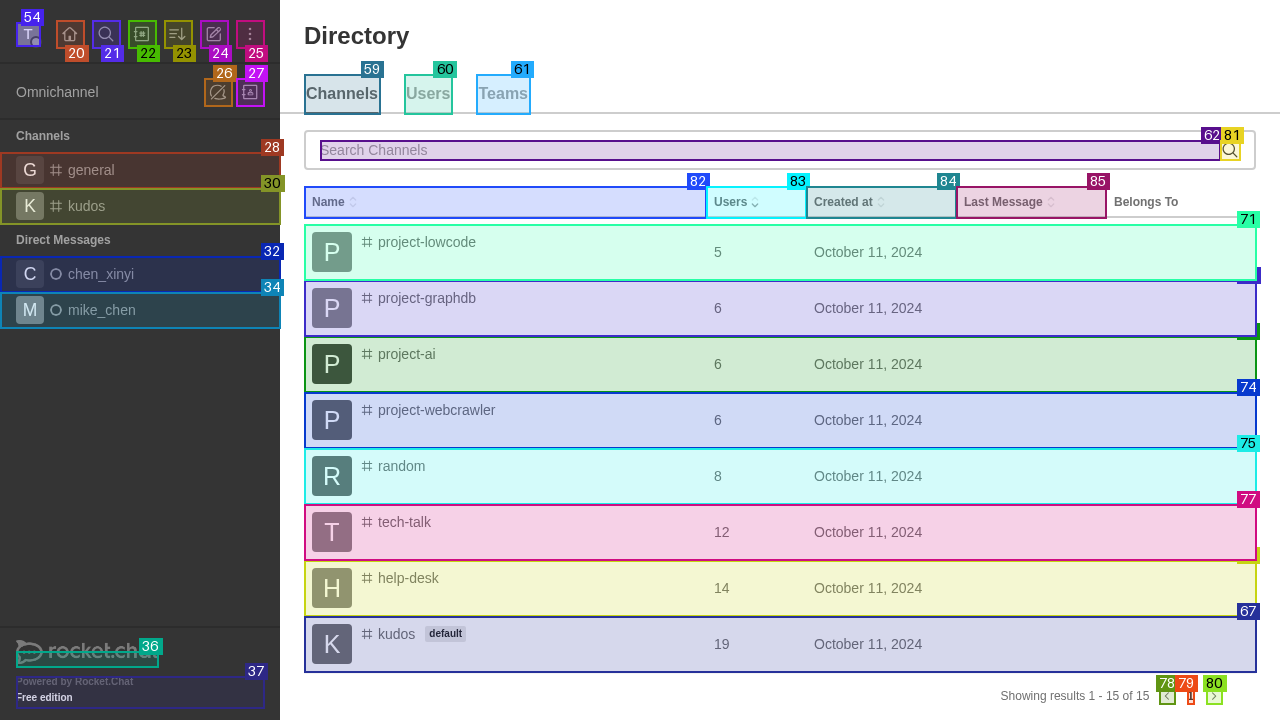 54
T
20
21
22
23
24
25
Omnichannel
26
27
Channels
28
G general
30
K kudos
Direct Messages
32
C chen_xinyi
34
M mike_chen
36
rocket.chat
37
Powered by Rocket.Chat
Free edition
Directory
59
60
61
Channels Users Teams
62
81
Search Channels
82
83
84
85
Name Users Created at Last Message Belongs To
71
P project-lowcode 5 October 11, 2024
P project-graphdb 6 October 11, 2024
P project-ai 6 October 11, 2024
74
P project-webcrawler 6 October 11, 2024
75
R random 8 October 11, 2024
77
T tech-talk 12 October 11, 2024
H help-desk 14 October 11, 2024
67
K kudos default 19 October 11, 2024
78
79
80
Showing results 1 - 15 of 15 1